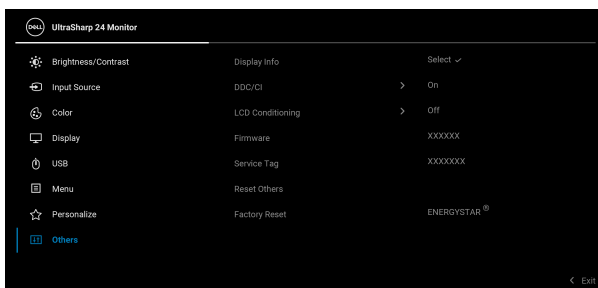 DELL UltraSharp 24 Monitor
Brightness/Contrast Display Info Select ✓
Input Source DDC/CI > On
Color LCD Conditioning > Off
Display Firmware XXXXXX
USB Service Tag XXXXXXX
Menu Reset Others
Personalize Factory Reset ENERGYSTAR ®
Others
< Exit